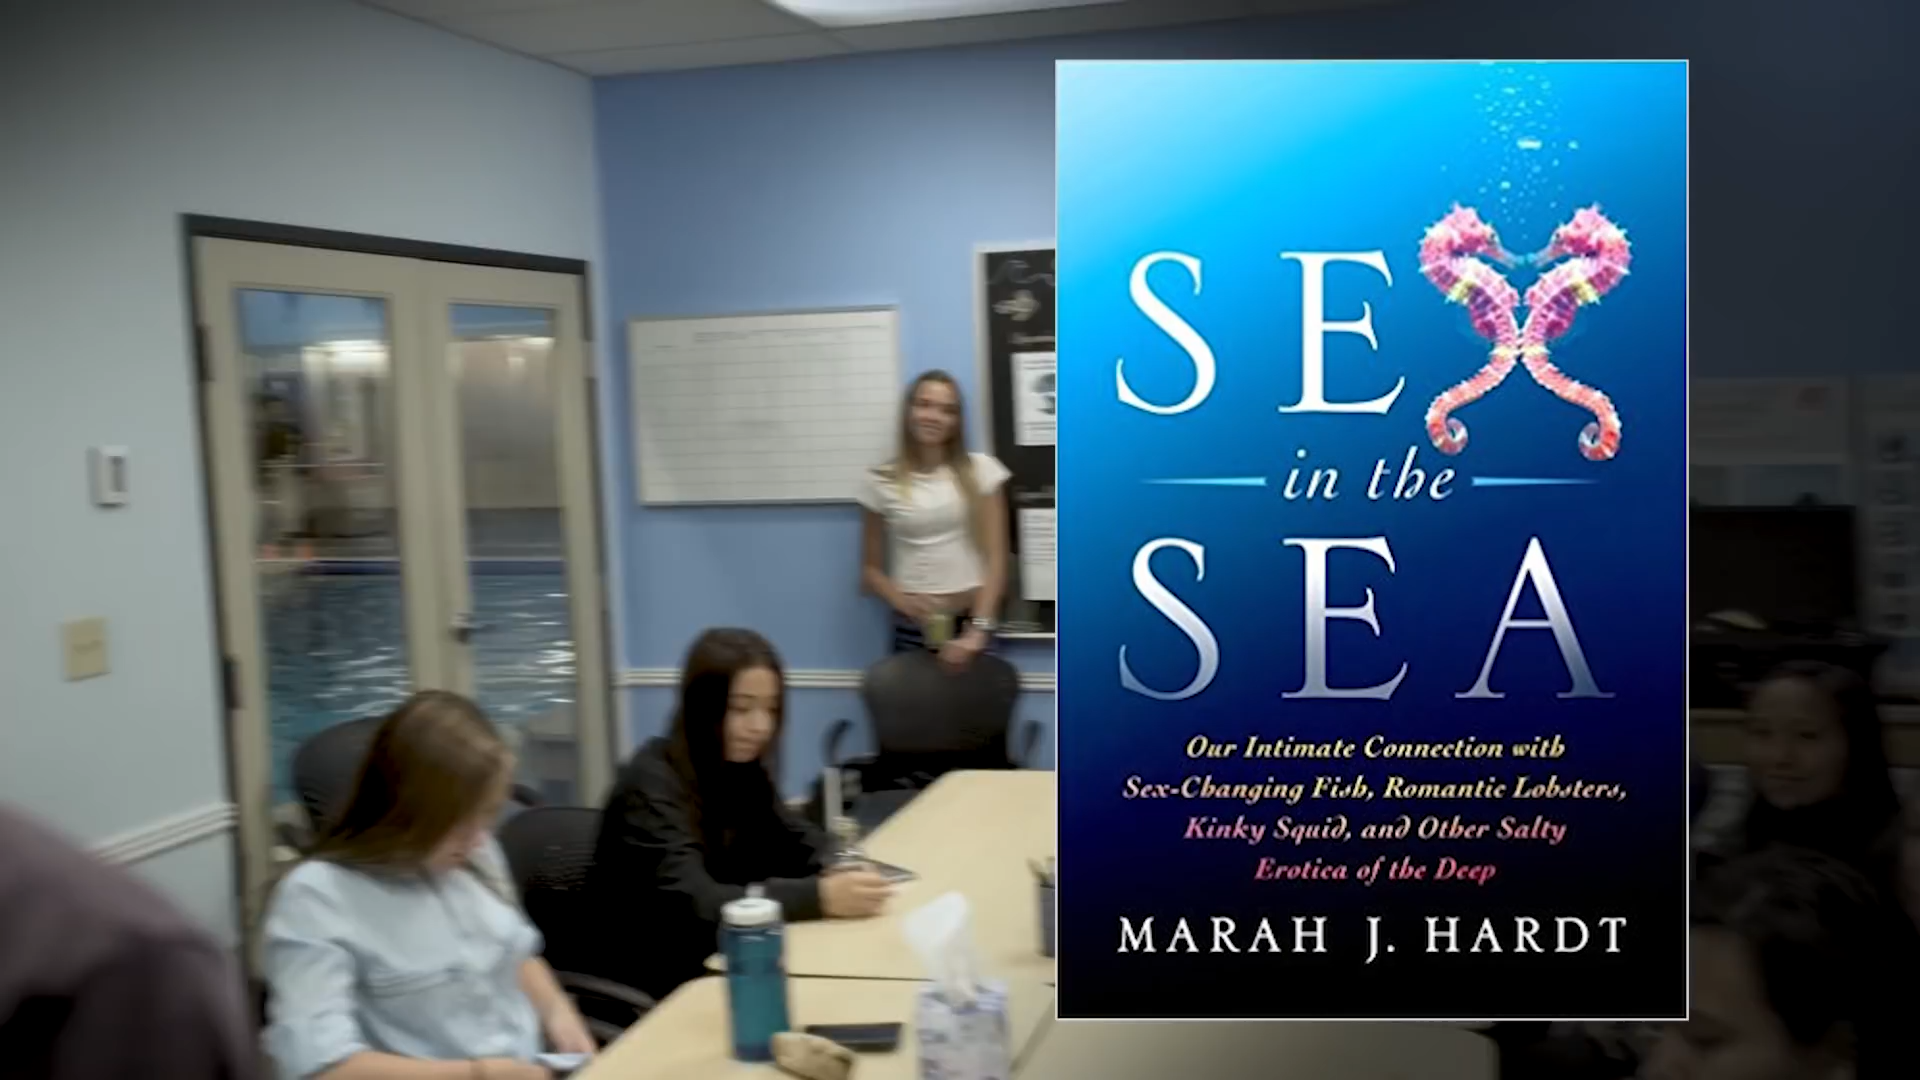 SEX
in the
SEA
Our Intimate Connection with
Sex-Changing Fish, Romantic Lobsters,
Kinky Squid, and Other Salty
Erotica of the Deep
MARAH J. HARDT